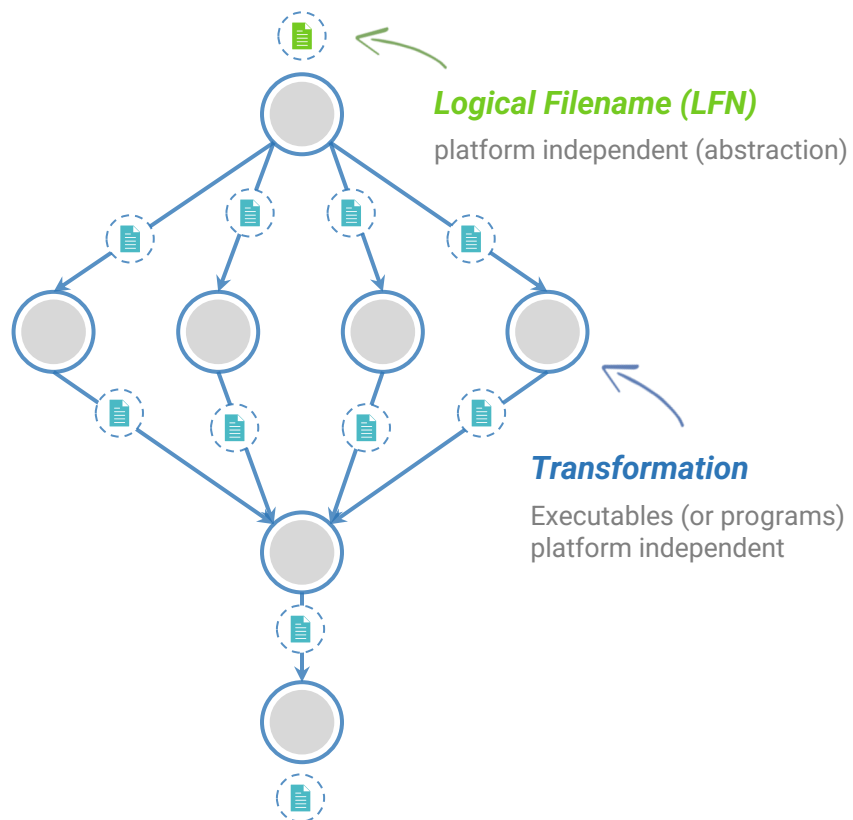 Logical Filename (LFN)
platform independent (abstraction)
Transformation
Executables (or programs)
platform independent